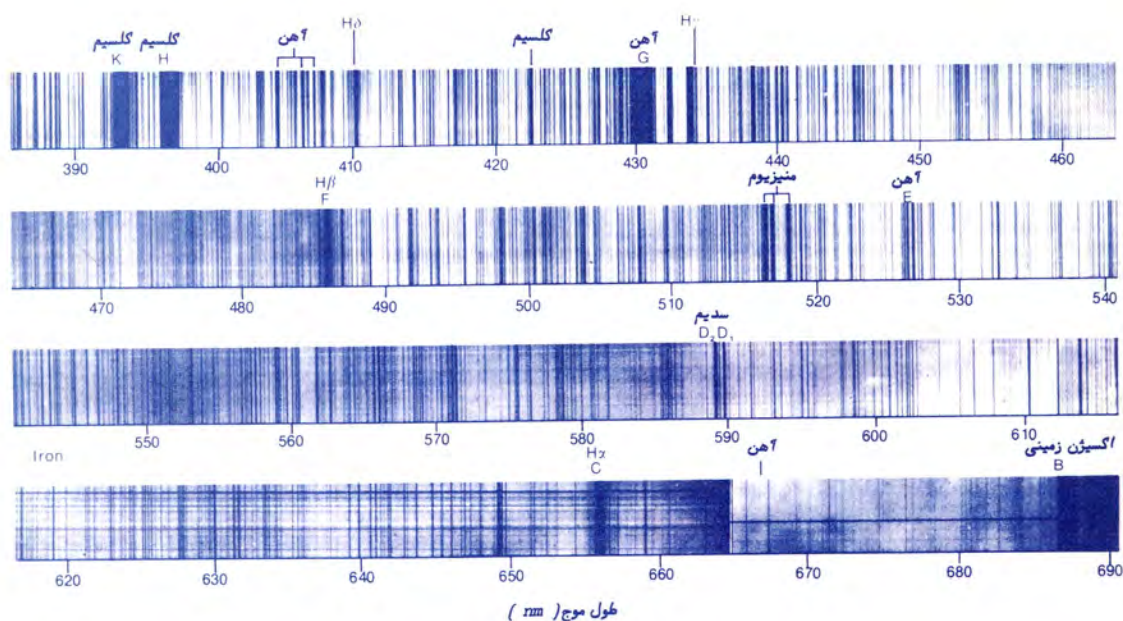 Hδ Hγ
کلسیم کلسیم آهن کلسیم آهن
K H G
390 400 410 420 430 440 450 460
Hβ منیزیوم آهن
F E
470 480 490 500 510 520 530 540
سدیم
D₂D₁
550 560 570 580 590 600 610
Iron Hα آهن اکسیژن زمینی
C I B
620 630 640 650 660 670 680 690
طول موج ( nm )